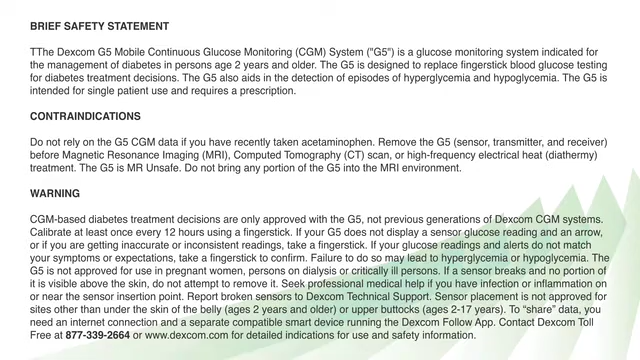 BRIEF SAFETY STATEMENT
TThe Dexcom G5 Mobile Continuous Glucose Monitoring (CGM) System ("G5") is a glucose monitoring system indicated for
the management of diabetes in persons age 2 years and older. The G5 is designed to replace fingerstick blood glucose testing
for diabetes treatment decisions. The G5 also aids in the detection of episodes of hyperglycemia and hypoglycemia. The G5 is
intended for single patient use and requires a prescription.
CONTRAINDICATIONS
Do not rely on the G5 CGM data if you have recently taken acetaminophen. Remove the G5 (sensor, transmitter, and receiver)
before Magnetic Resonance Imaging (MRI), Computed Tomography (CT) scan, or high-frequency electrical heat (diathermy)
treatment. The G5 is MR Unsafe. Do not bring any portion of the G5 into the MRI environment.
WARNING
CGM-based diabetes treatment decisions are only approved with the G5, not previous generations of Dexcom CGM systems.
Calibrate at least once every 12 hours using a fingerstick. If your G5 does not display a sensor glucose reading and an arrow,
or if you are getting inaccurate or inconsistent readings, take a fingerstick. If your glucose readings and alerts do not match
your symptoms or expectations, take a fingerstick to confirm. Failure to do so may lead to hyperglycemia or hypoglycemia. The
G5 is not approved for use in pregnant women, persons on dialysis or critically ill persons. If a sensor breaks and no portion of
it is visible above the skin, do not attempt to remove it. Seek professional medical help if you have infection or inflammation on
or near the sensor insertion point. Report broken sensors to Dexcom Technical Support. Sensor placement is not approved for
sites other than under the skin of the belly (ages 2 years and older) or upper buttocks (ages 2-17 years). To “share” data, you
need an internet connection and a separate compatible smart device running the Dexcom Follow App. Contact Dexcom Toll
Free at 877-339-2664 or www.dexcom.com for detailed indications for use and safety information.